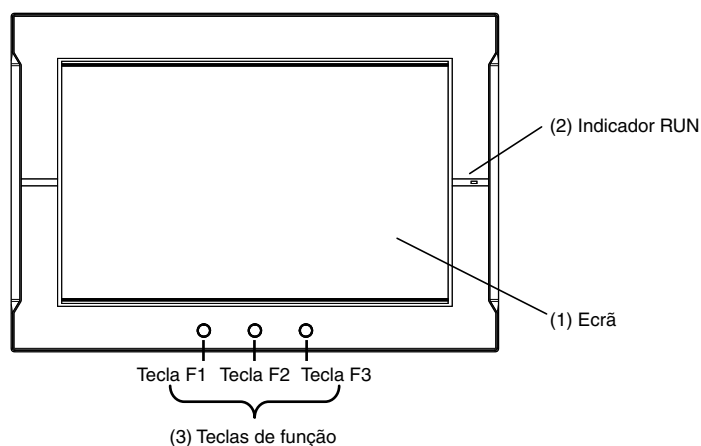 (2) Indicador RUN
(1) Ecrã
Tecla F1 Tecla F2 Tecla F3
(3) Teclas de função